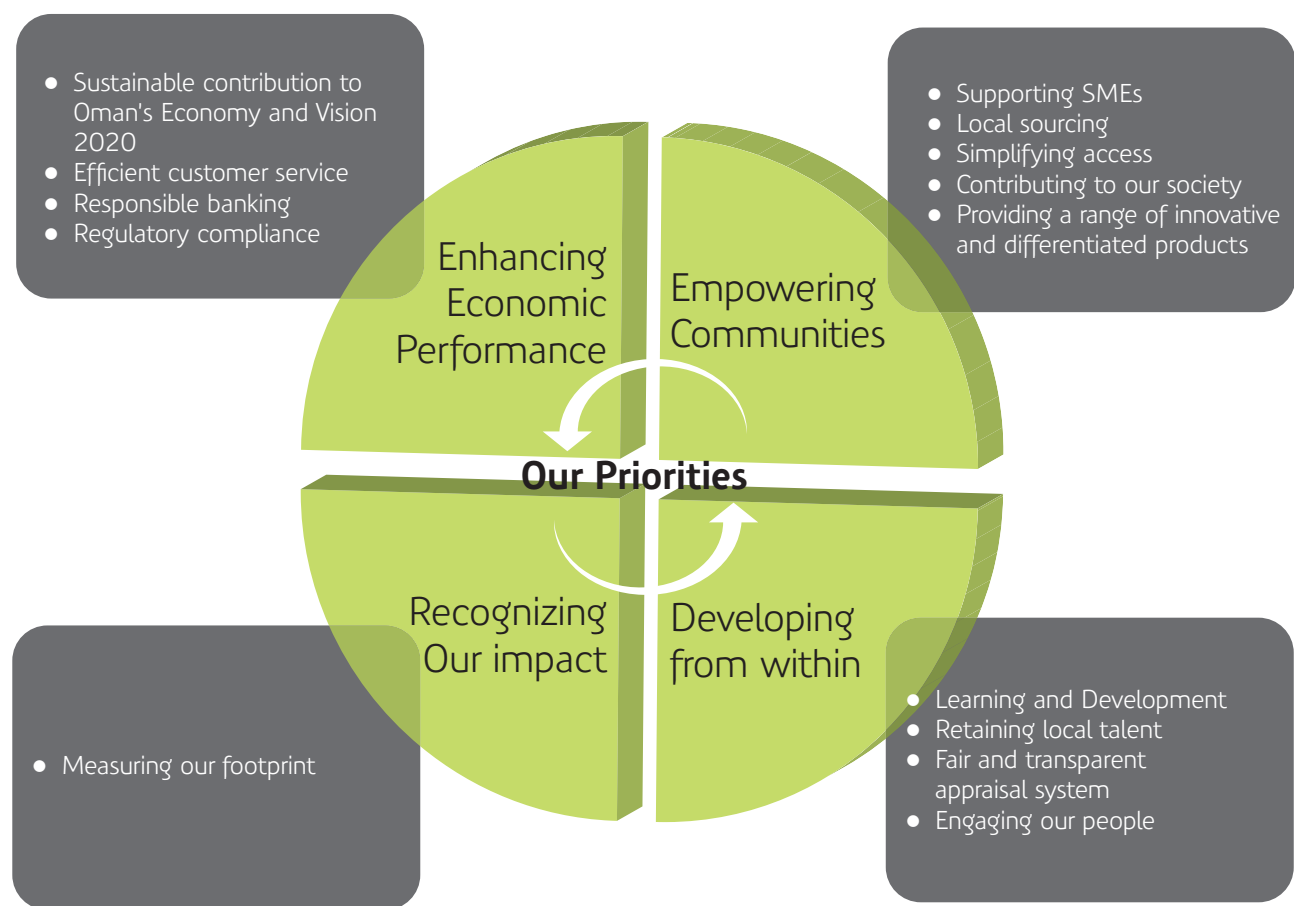 ● Sustainable contribution to
Oman's Economy and Vision
2020
● Efficient customer service
● Responsible banking
● Regulatory compliance
● Supporting SMEs
● Local sourcing
● Simplifying access
● Contributing to our society
● Providing a range of innovative
and differentiated products
Enhancing
Economic
Performance
Empowering
Communities
Our Priorities
Recognizing
Our impact
Developing
from within
● Measuring our footprint
● Learning and Development
● Retaining local talent
● Fair and transparent
appraisal system
● Engaging our people